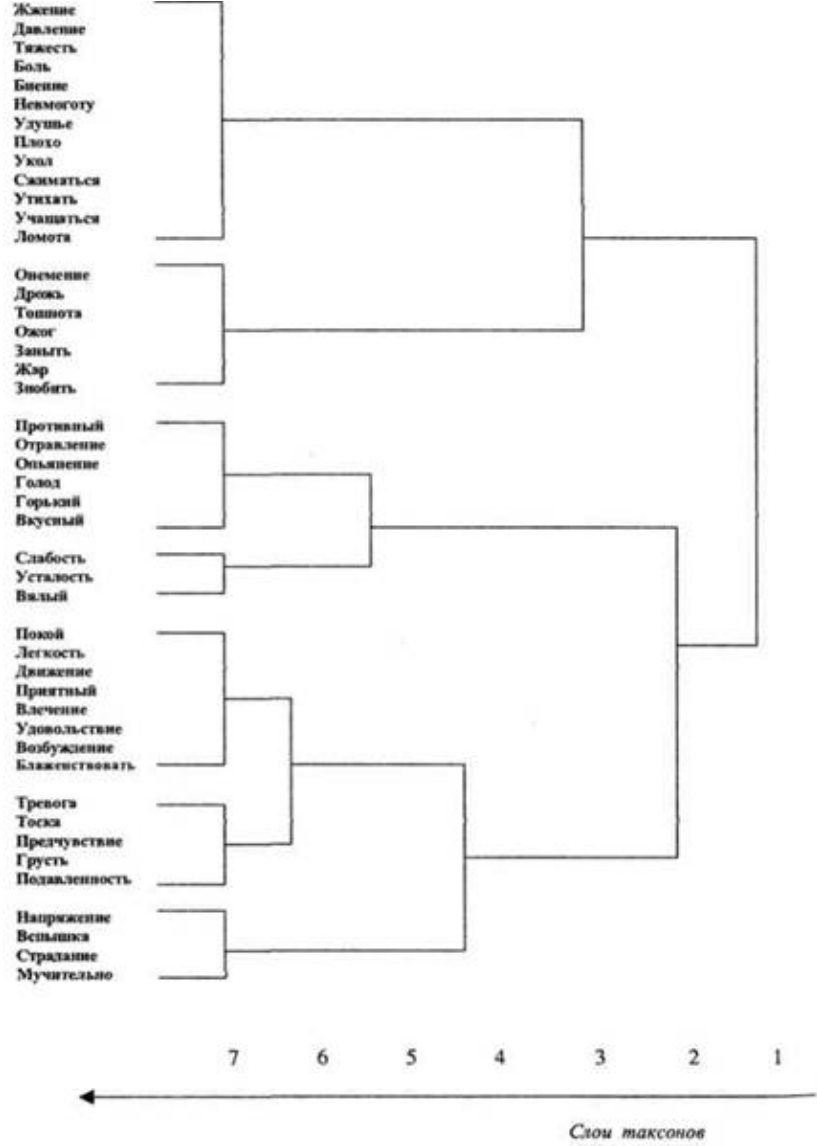 Жжение
Давление
Тяжесть
Боль
Биение
Невмоготу
Удушье
Плохо
Укол
Сжиматься
Утихать
Учащаться
Ломота
Онемение
Дрожь
Тошнота
Ожог
Заныть
Жар
Знобить
Противный
Отравление
Опьянение
Голод
Горький
Вкусный
Слабость
Усталость
Вялый
Покой
Легкость
Движение
Приятный
Влечение
Удовольствие
Возбуждение
Блаженствовать
Тревога
Тоска
Предчувствие
Грусть
Подавленность
Напряжение
Вспышка
Страдание
Мучительно
7 6 5 4 3 2 1
Слои таксонов